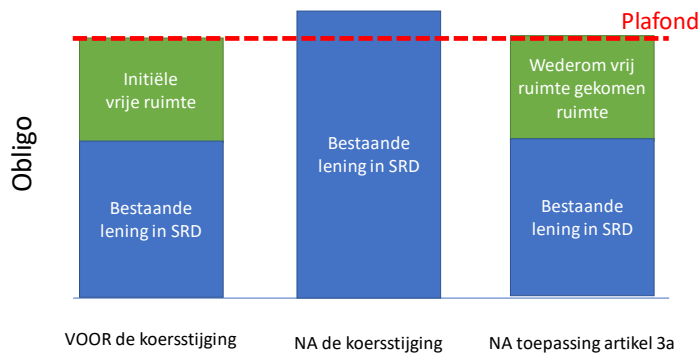 Plafond
Obligo
Initiële
vrije ruimte
Bestaande
lening in SRD
Bestaande
lening in SRD
Wederom vrij
ruimte gekomen
ruimte
Bestaande
lening in SRD
VOOR de koersstijging
NA de koersstijging
NA toepassing artikel 3a